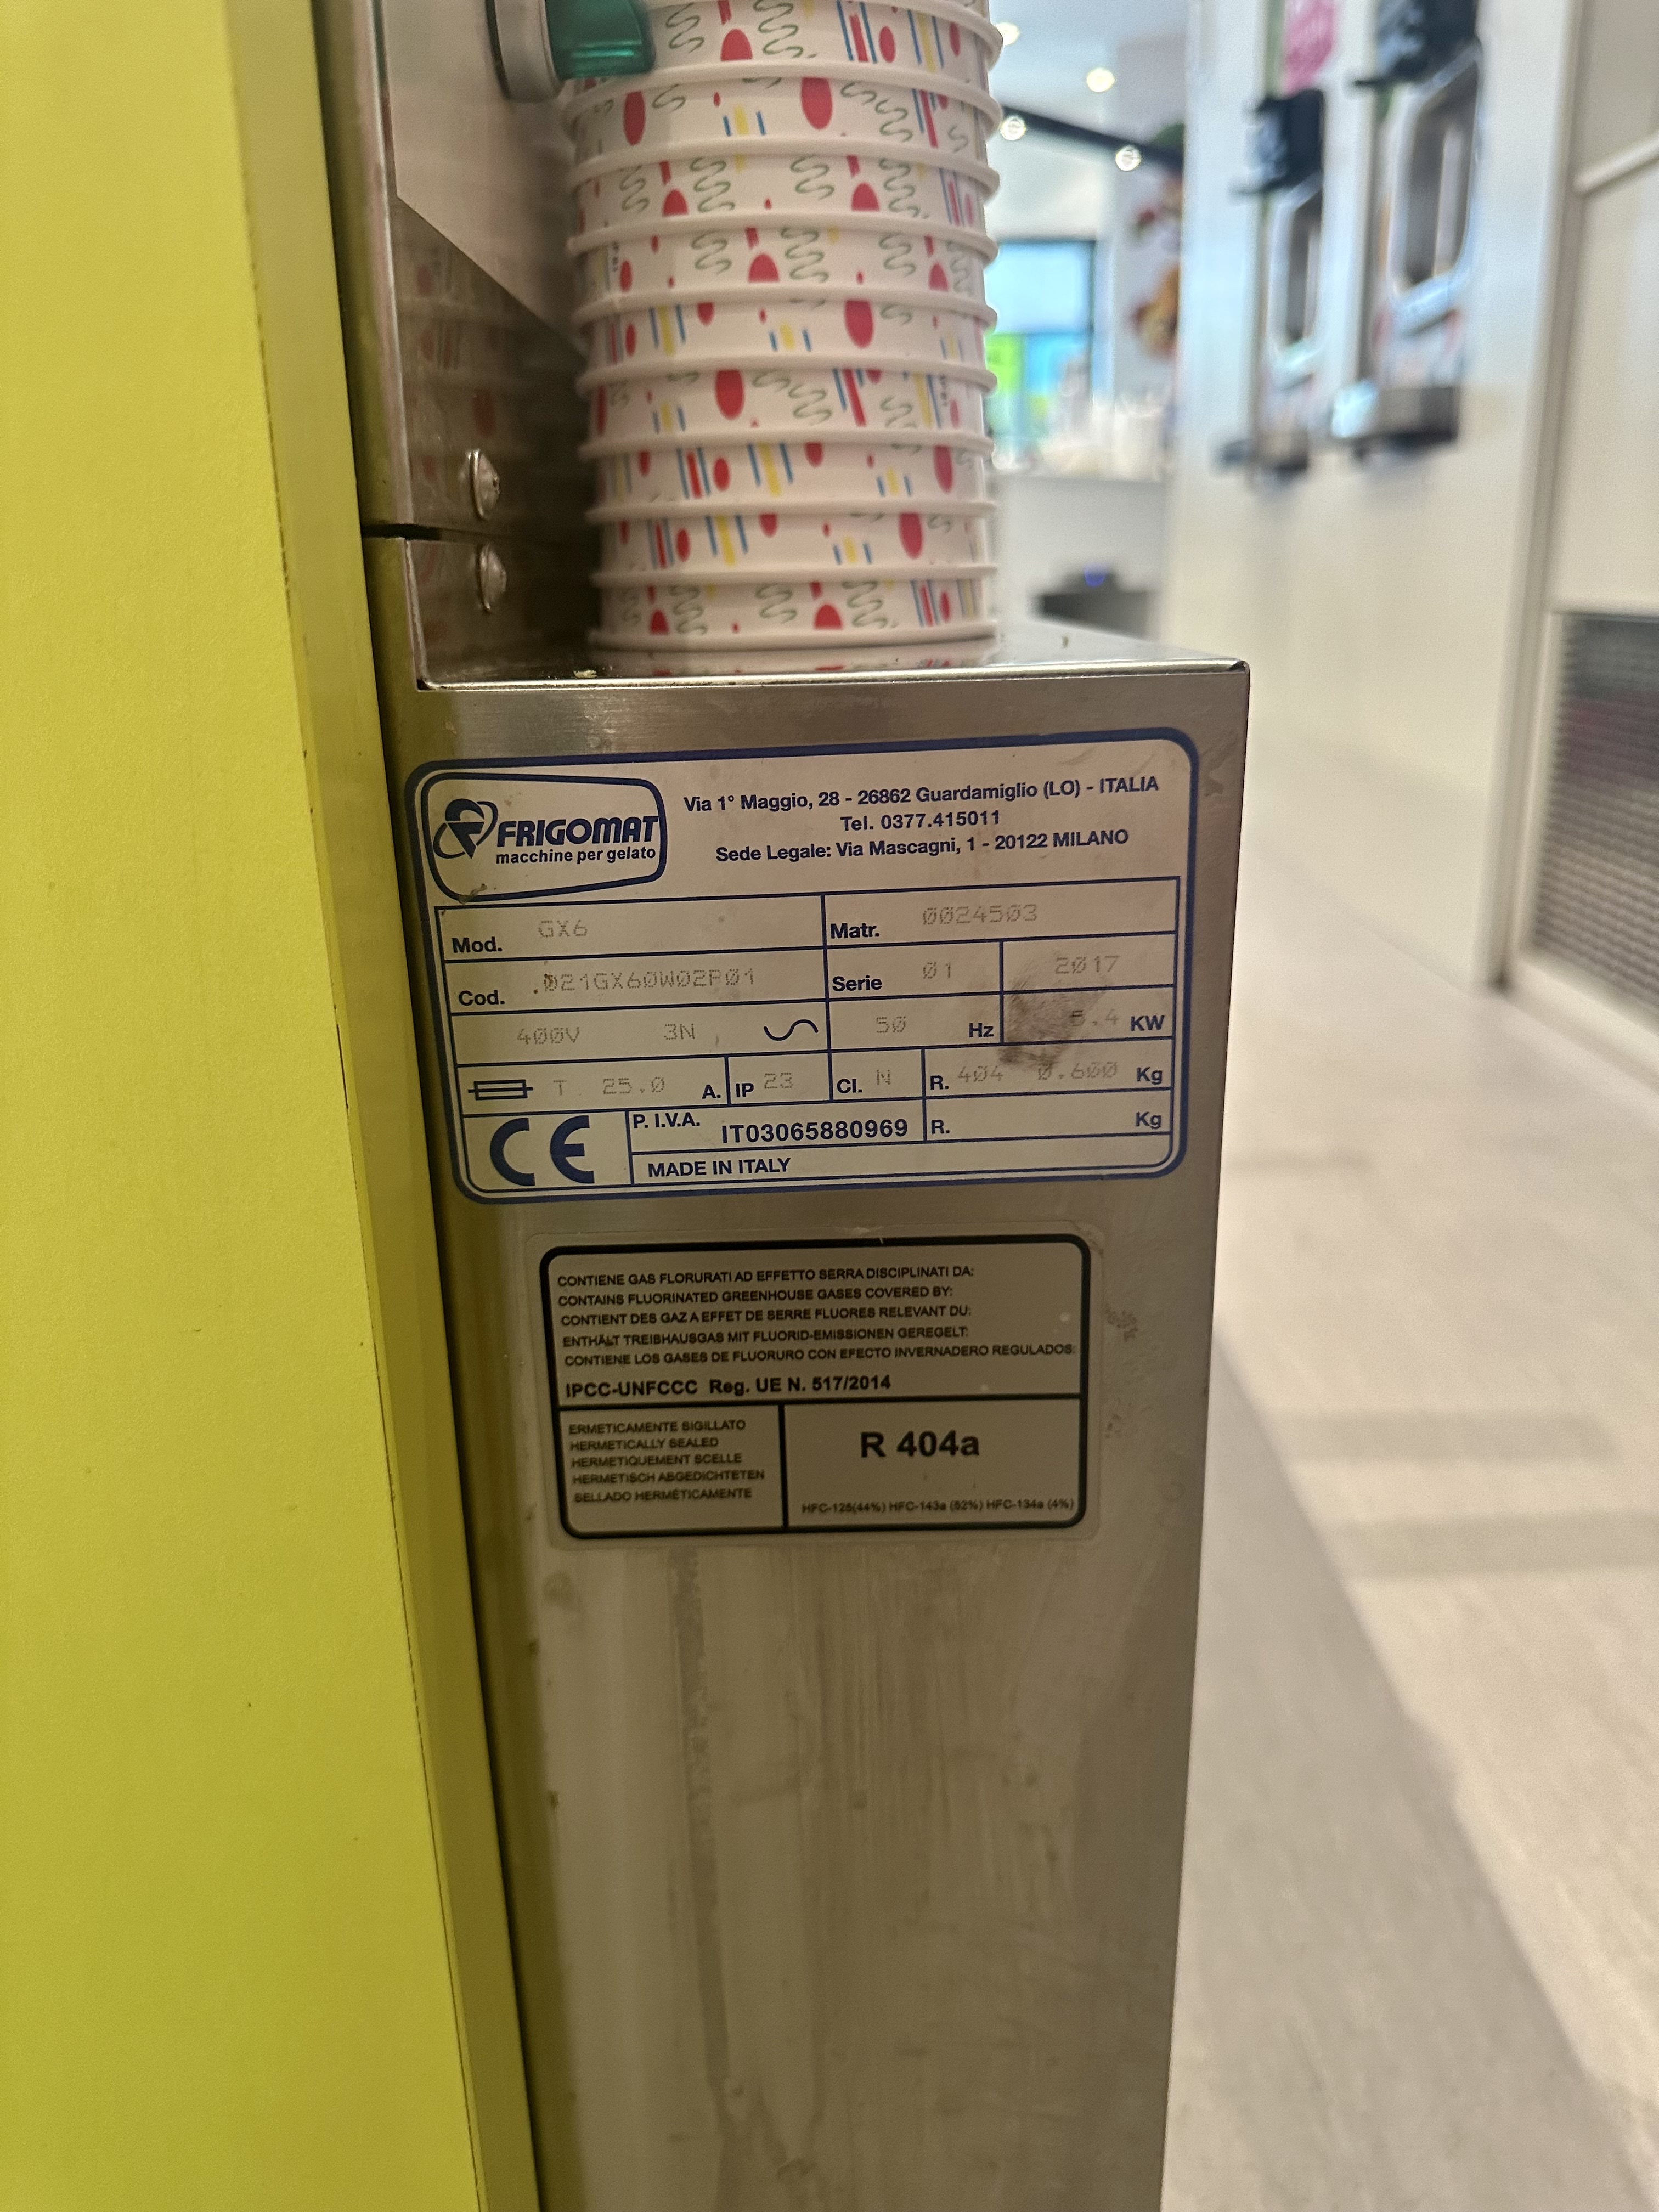 FRIGOMAT
macchine per gelato
Via 1° Maggio, 28 - 26862 Guardamiglio (LO) - ITALIA
Tel. 0377.415011
Sede Legale: Via Mascagni, 1 - 20122 MILANO
Mod. GX6 Matr. 0024503
Cod. .021GX60W02P01 Serie 01 2017
400V 3N 50 Hz 5.4 KW
T 25.0 A. IP 23 Cl. N R. 404 0.600 Kg
CE P. I.V.A. IT03065880969 R. Kg
MADE IN ITALY
CONTIENE GAS FLORURATI AD EFFETTO SERRA DISCIPLINATI DA:
CONTAINS FLUORINATED GREENHOUSE GASES COVERED BY:
CONTIENT DES GAZ A EFFET DE SERRE FLUORES RELEVANT DU:
ENTHÄLT TREIBHAUSGAS MIT FLUORID-EMISSIONEN GEREGELT:
CONTIENE LOS GASES DE FLUORURO CON EFECTO INVERNADERO REGULADOS:
IPCC-UNFCCC Reg. UE N. 517/2014
ERMETICAMENTE SIGILLATO
HERMETICALLY SEALED
HERMETIQUEMENT SCELLE
HERMETISCH ABGEDICHTETEN
SELLADO HERMÉTICAMENTE
R 404a
HFC-125(44%) HFC-143a (52%) HFC-134a (4%)